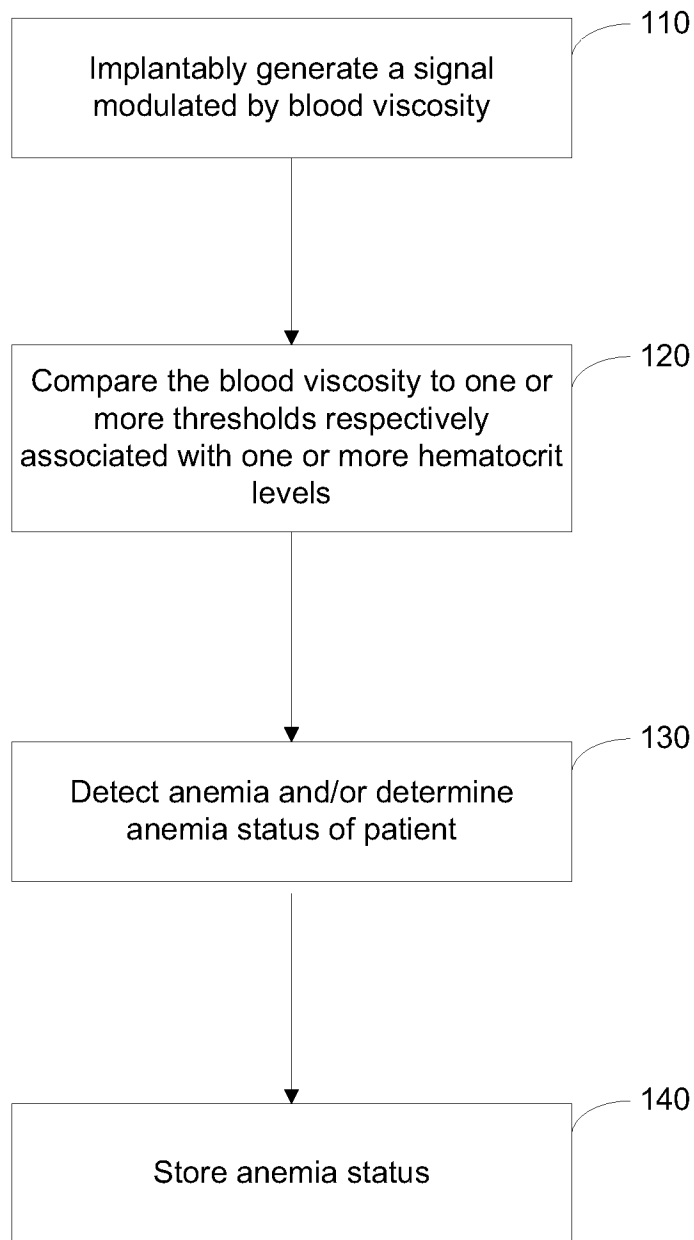 110
Implantably generate a signal
modulated by blood viscosity
120
Compare the blood viscosity to one or
more thresholds respectively
associated with one or more hematocrit
levels
130
Detect anemia and/or determine
anemia status of patient
140
Store anemia status